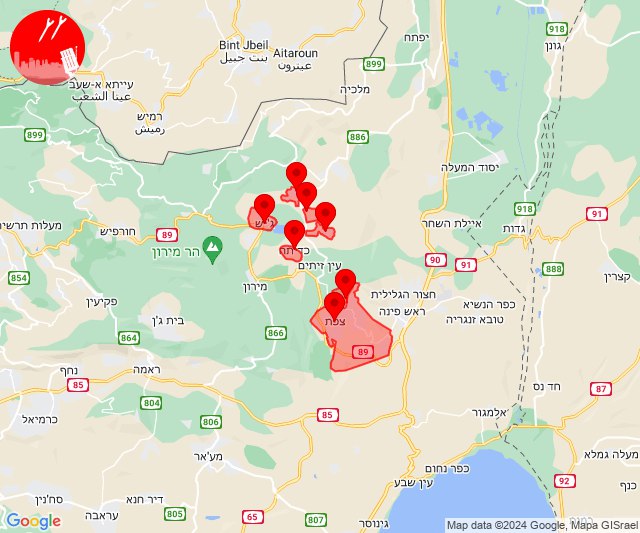 918
Bint Jbeil
بنت جبيل
Aitaroun
عيترون
יפתח
גונן
899
עייתא א-שעב
عيتا الشعب
מלכיה
רמיש
رميش
899
886
יסוד המעלה
918
91
מעלות תרשיחא
חורפיש
89
איילת השחר
גדות
הר מירון
עין זיתים
90
91
888
קצרין
מירון
חצור הגלילית
כפר הנשיא
ראש פינה
טובא זנגריה
פקיעין
בית ג'ן
צפת
864
866
89
נחף
ראמה
85
87
חד נס
804
85
אלמגור
כרמיאל
806
מע'אר
מעלה גמלא
כפר נחום
92
עין שבע
כנף
סח'נין
דיר חנא
עראבה
805
65
807
גינוסר
Google
Map data ©2024 Google, Mapa GISrael